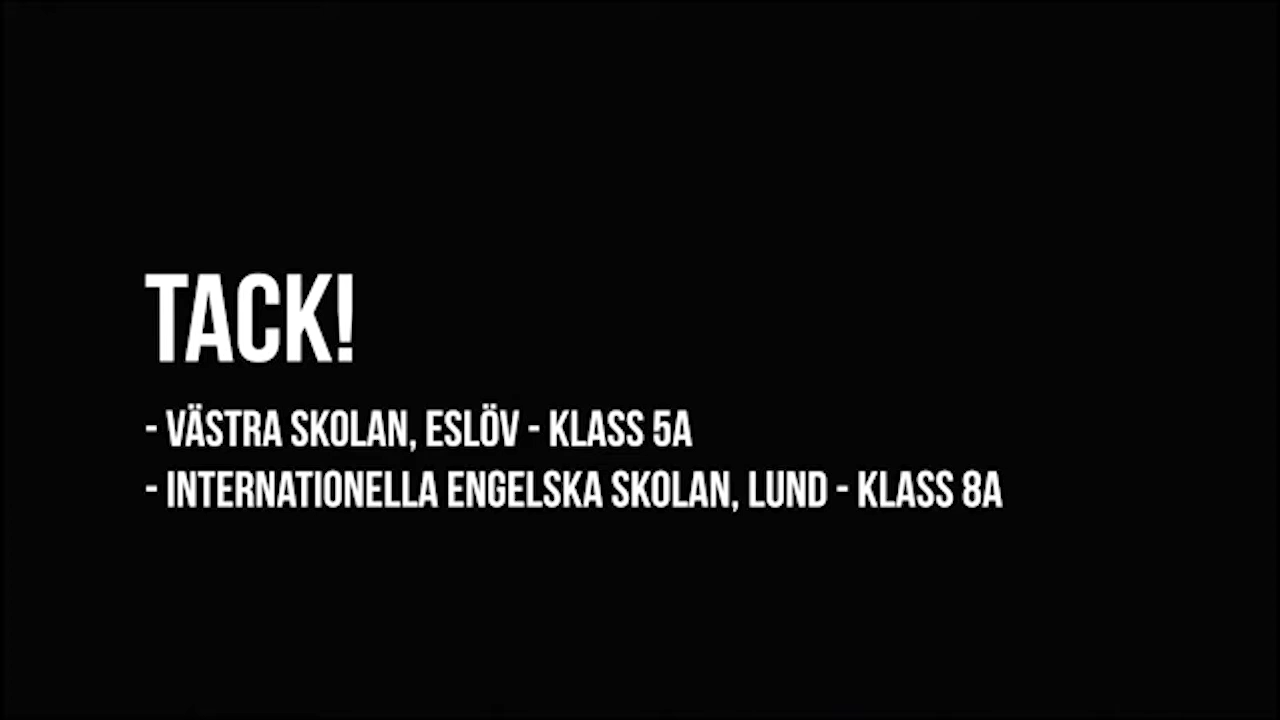 TACK!
- VÄSTRA SKOLAN, ESLÖV - KLASS 5A
- INTERNATIONELLA ENGELSKA SKOLAN, LUND - KLASS 8A